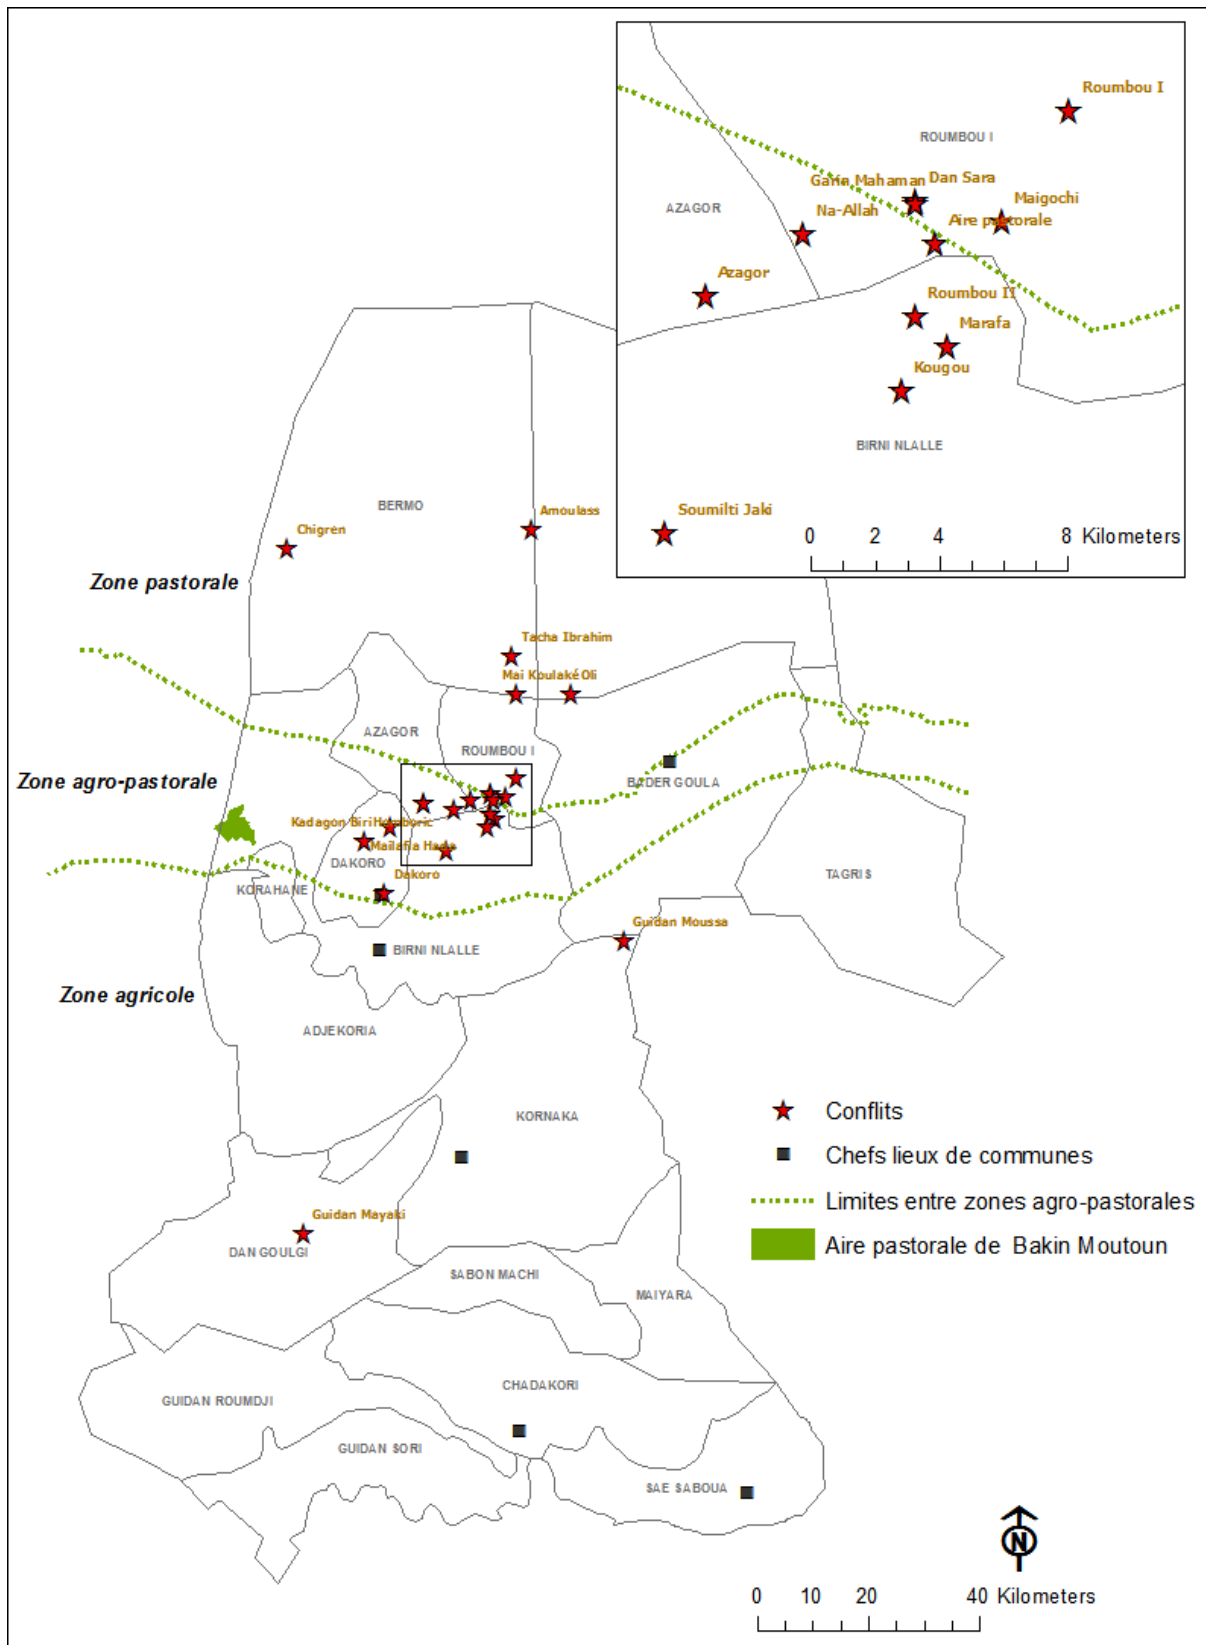 Roumbou I
ROUMBOU I
Garin Mahaman
Dan Sara
AZAGOR
Na-Allah
Maigochi
Aire pastorale
Azagor
Roumbou II
Marafa
Kougou
BIRNI NLALLE
Soumilti Jaki
0 2 4 8 Kilometers
BERMO
Chigren
Amoulass
Zone pastorale
Tacha Ibrahim
Mai Koulaké
Oli
AZAGOR
ROUMBOU I
Zone agro-pastorale
BADER GOULA
Kadagon Biri
Hamboric
Mailafia Hada
DAKORO
Dakoro
KORAHANE
TAGRIS
Guidan Moussa
BIRNI NLALLE
Zone agricole
ADJEKORIA
KORNAKA
Conflits
Chefs lieux de communes
Limites entre zones agro-pastorales
Aire pastorale de Bakin Moutoun
Guidan Mayaki
DAN GOULGI
SABON MACHI
MAIYARA
CHADAKORI
GUIDAN ROUMDJI
GUIDAN SORI
SAE SABOUA
N
0 10 20 40 Kilometers